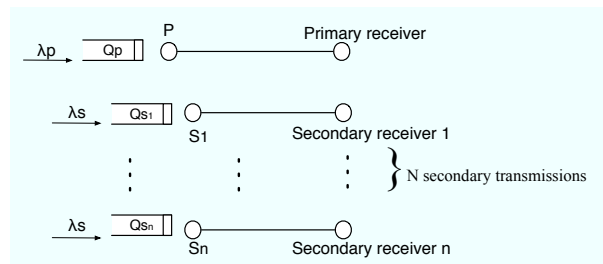 P
Primary receiver
λp
Qp
λs
Qs1
S1
Secondary receiver 1
} N secondary transmissions
λs
Qsn
Sn
Secondary receiver n